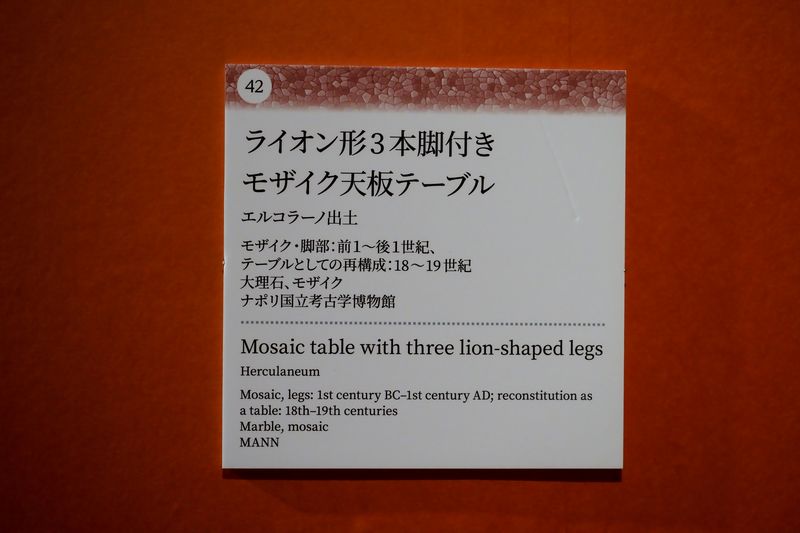 42
ライオン形3本脚付き
モザイク天板テーブル
エルコラーノ出土
モザイク・脚部：前1〜後1世紀、
テーブルとしての再構成：18〜19世紀
大理石、モザイク
ナポリ国立考古学博物館
Mosaic table with three lion-shaped legs
Herculaneum
Mosaic, legs: 1st century BC–1st century AD; reconstitution as
a table: 18th–19th centuries
Marble, mosaic
MANN